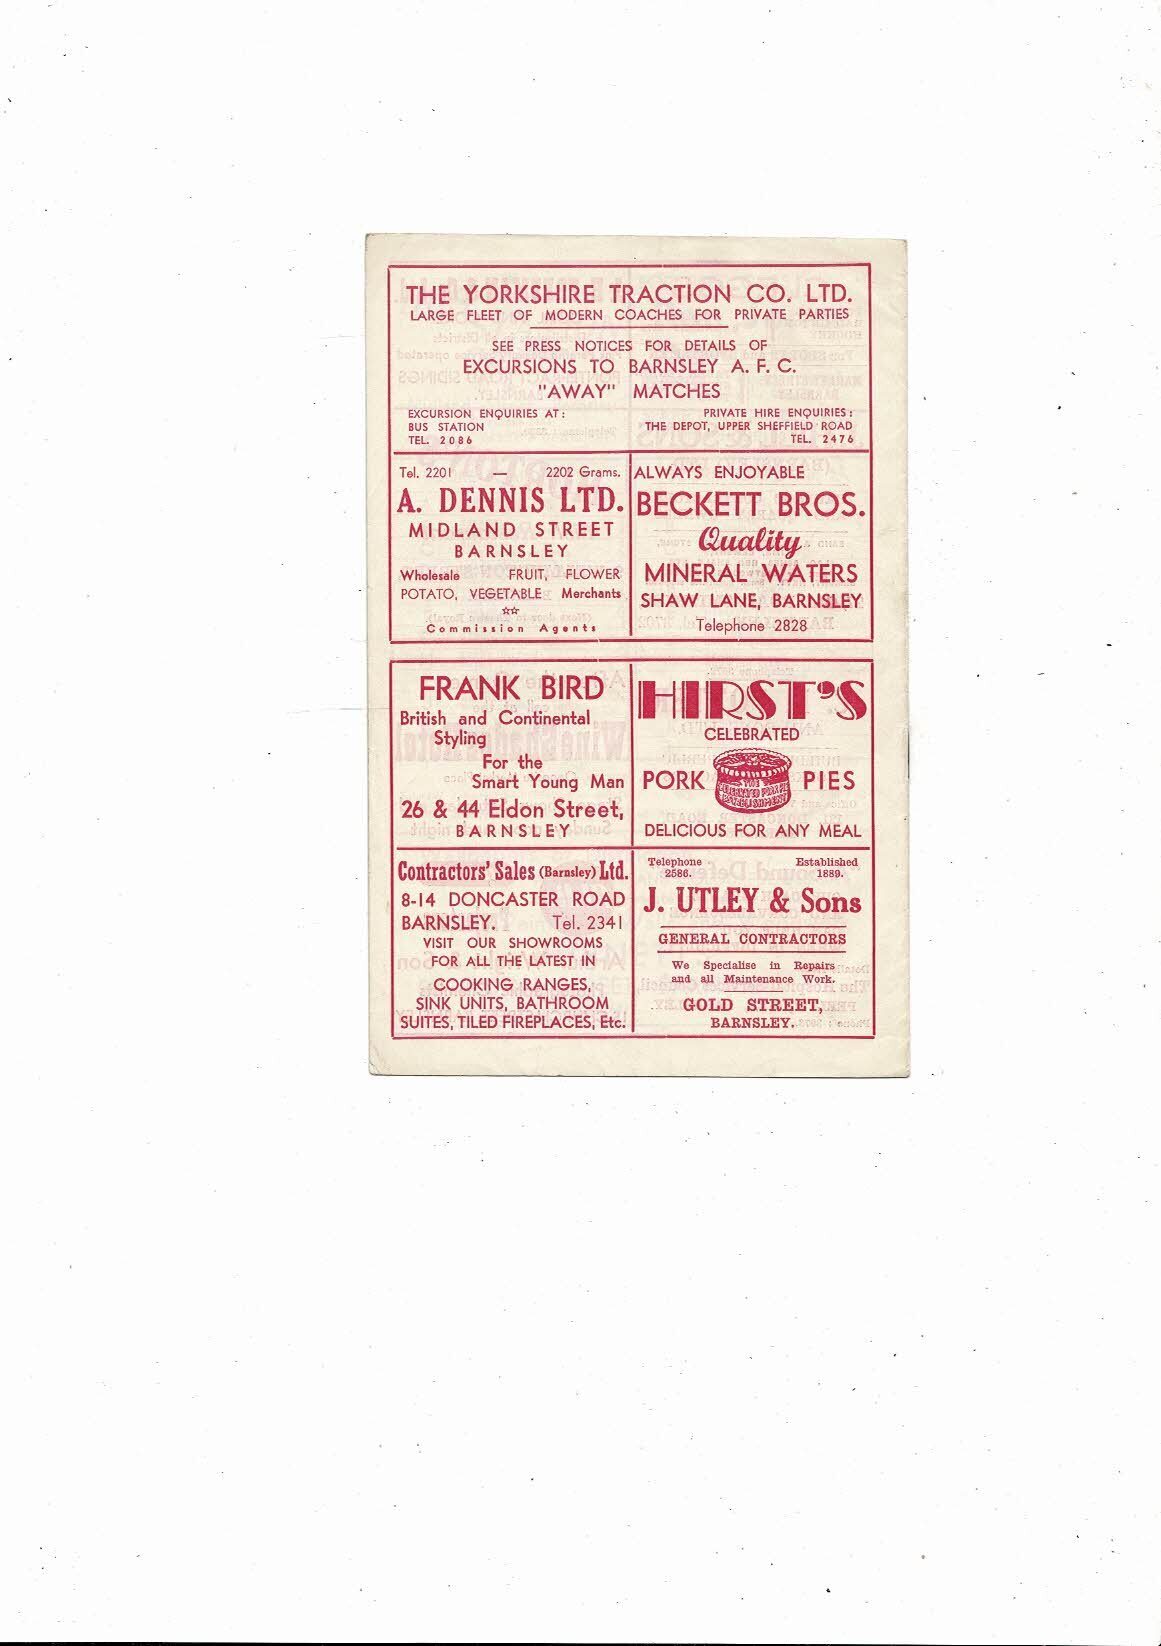 THE YORKSHIRE TRACTION CO. LTD.
LARGE FLEET OF MODERN COACHES FOR PRIVATE PARTIES
SEE PRESS NOTICES FOR DETAILS OF
EXCURSIONS TO BARNSLEY A. F. C.
"AWAY" MATCHES
EXCURSION ENQUIRIES AT :
BUS STATION
TEL. 2086
PRIVATE HIRE ENQUIRIES :
THE DEPOT, UPPER SHEFFIELD ROAD
TEL. 2476
Tel. 2201 — 2202 Grams.
A. DENNIS LTD.
MIDLAND STREET
BARNSLEY
Wholesale FRUIT, FLOWER
POTATO, VEGETABLE Merchants
☆☆
Commission Agents
ALWAYS ENJOYABLE
BECKETT BROS.
Quality
MINERAL WATERS
SHAW LANE, BARNSLEY
Telephone 2828
FRANK BIRD
British and Continental
Styling
For the
Smart Young Man
26 & 44 Eldon Street,
BARNSLEY
HIRST'S
CELEBRATED
PORK PIES
THE
CELEBRATED PORK PIE
ESTABLISHMENT
DELICIOUS FOR ANY MEAL
Contractors' Sales (Barnsley) Ltd.
8-14 DONCASTER ROAD
BARNSLEY. Tel. 2341
VISIT OUR SHOWROOMS
FOR ALL THE LATEST IN
COOKING RANGES,
SINK UNITS, BATHROOM
SUITES, TILED FIREPLACES, Etc.
Telephone Established
2586. 1889.
J. UTLEY & Sons
GENERAL CONTRACTORS
We Specialise in Repairs
and all Maintenance Work.
GOLD STREET,
BARNSLEY.